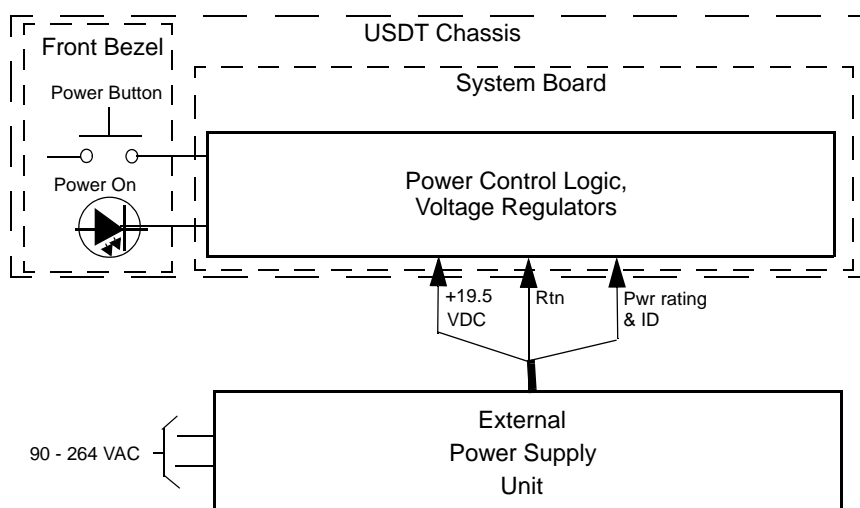 USDT Chassis
Front Bezel
System Board
Power Button
Power On
Power Control Logic,
Voltage Regulators
+19.5
VDC
Rtn
Pwr rating
& ID
External
Power Supply
Unit
90 - 264 VAC